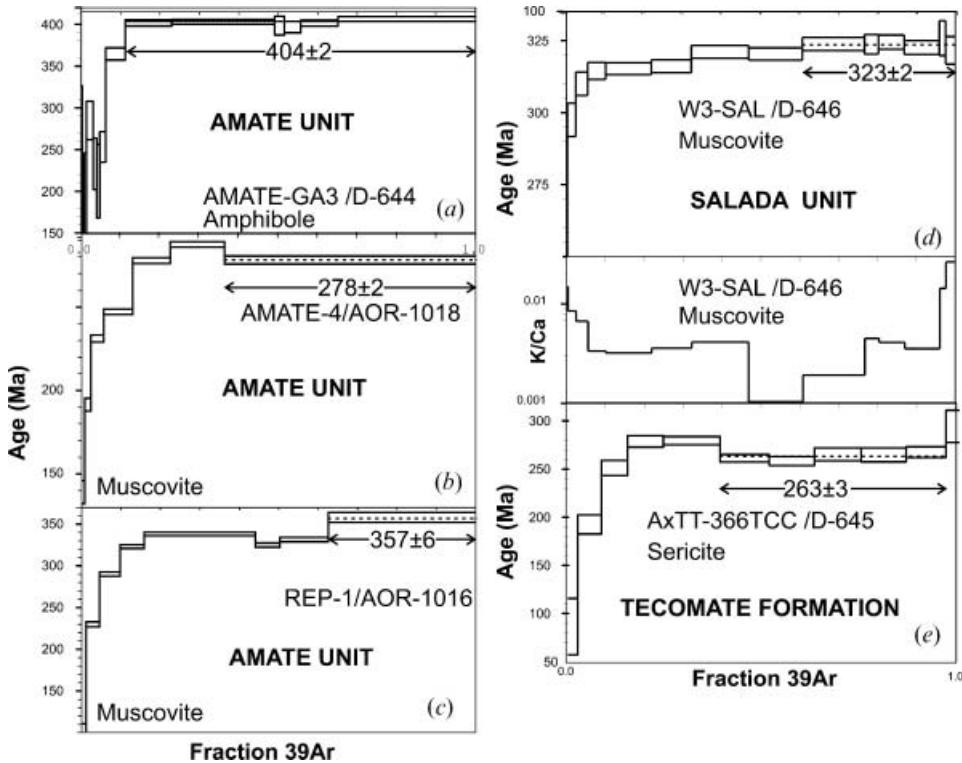 400
350
300
250
200
150
404±2
AMATE UNIT
AMATE-GA3 /D-644
Amphibole
(a)
0.0
1.0
Age (Ma)
200
150
278±2
AMATE-4/AOR-1018
AMATE UNIT
Muscovite
(b)
350
300
250
200
150
357±6
REP-1/AOR-1016
AMATE UNIT
Muscovite
(c)
Fraction 39Ar
Age (Ma)
100
325
300
275
323±2
W3-SAL /D-646
Muscovite
SALADA UNIT
(d)
K/Ca
0.01
0.001
W3-SAL /D-646
Muscovite
Age (Ma)
300
250
200
150
100
50
263±3
AxTT-366TCC /D-645
Sericite
TECOMATE FORMATION
(e)
0.0
1.0
Fraction 39Ar